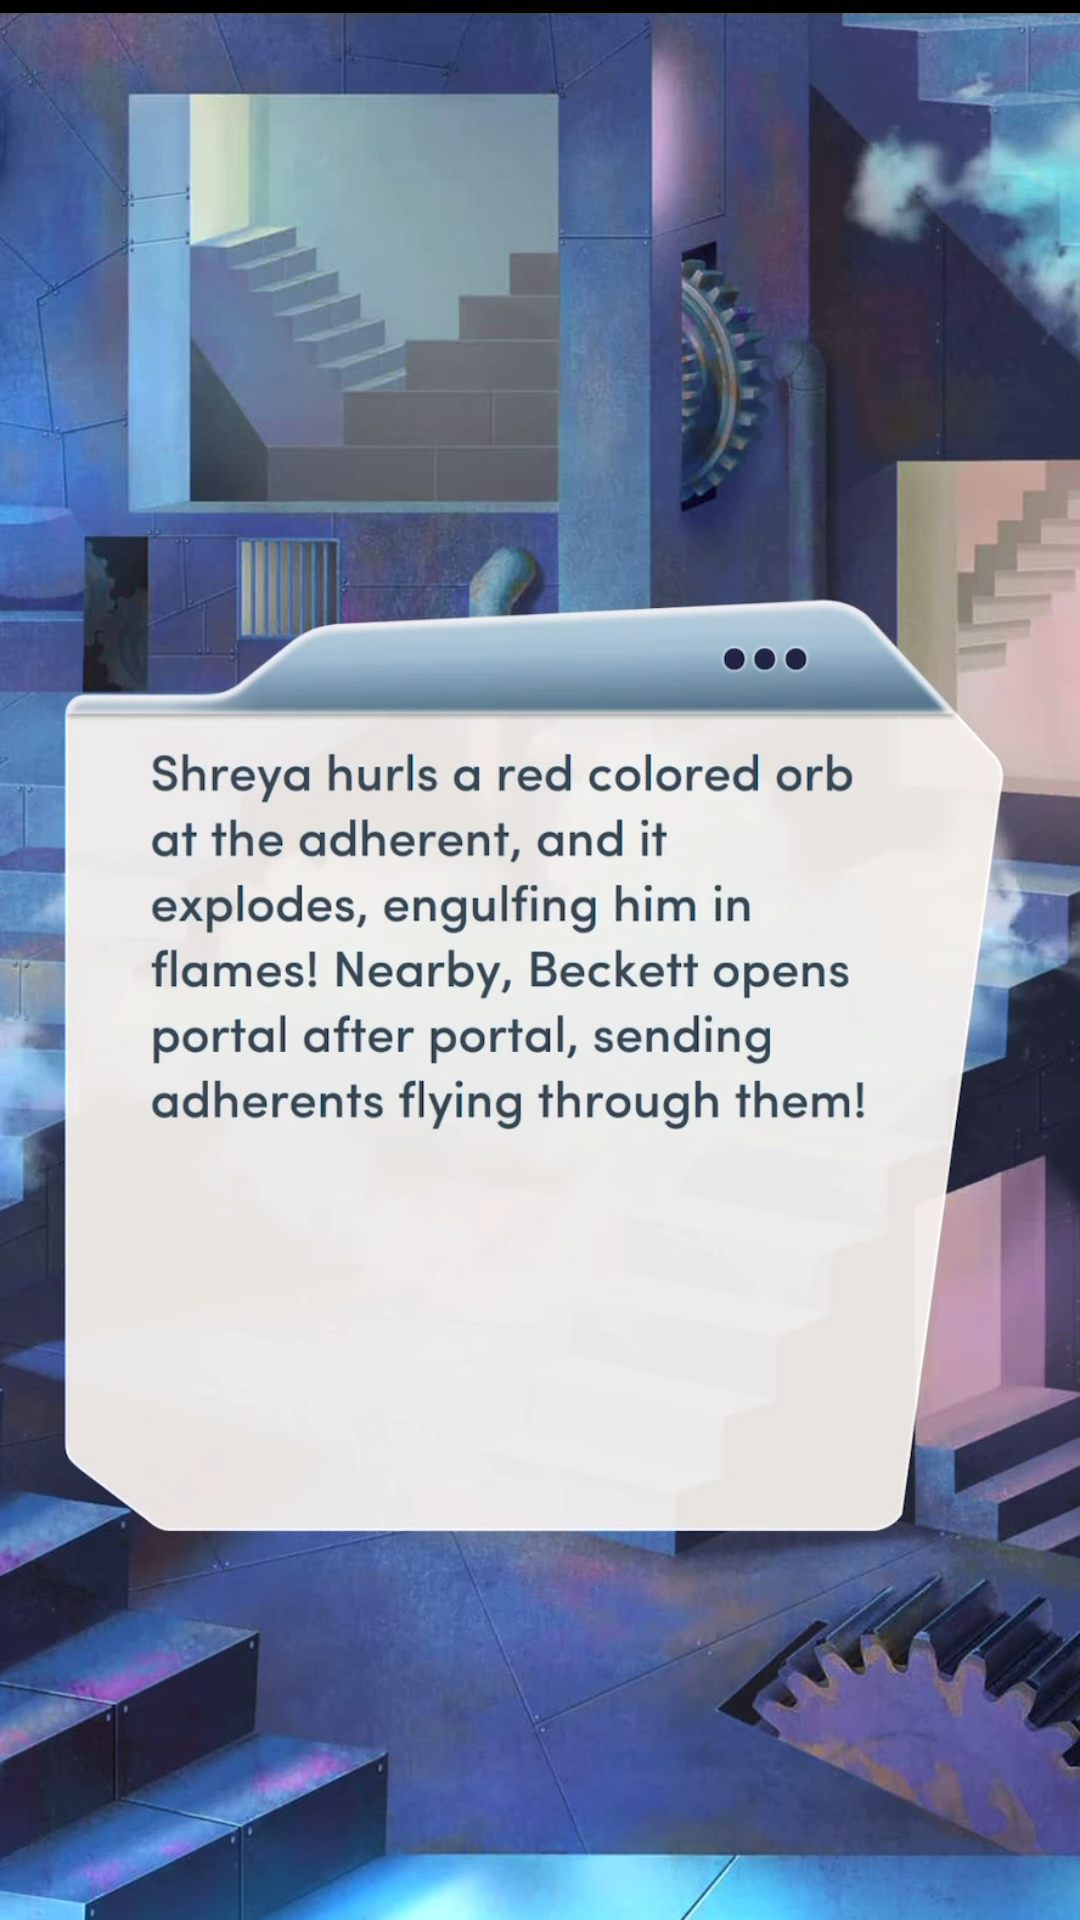 Shreya hurls a red colored orb
at the adherent, and it
explodes, engulfing him in
flames! Nearby, Beckett opens
portal after portal, sending
adherents flying through them!